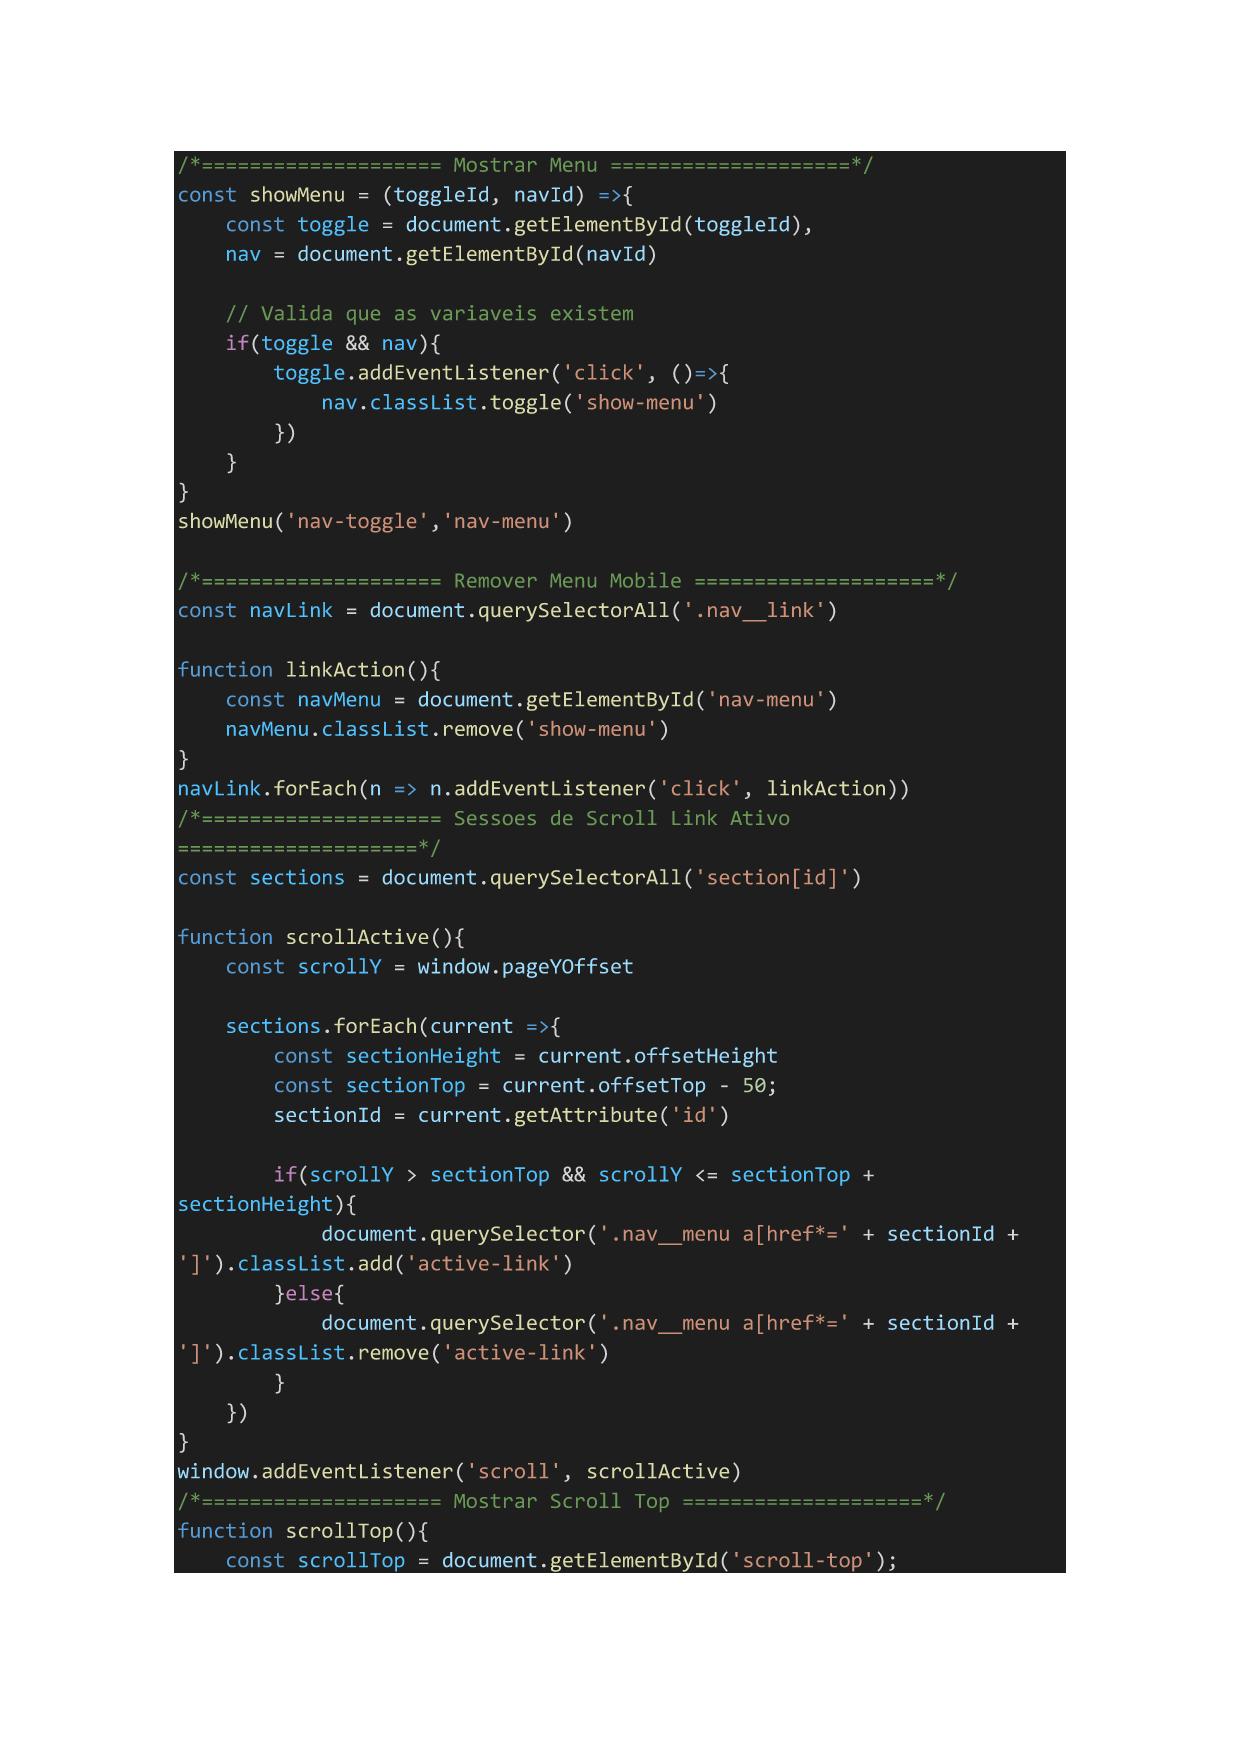 /*==================== Mostrar Menu ====================*/
const showMenu = (toggleId, navId) =>{
    const toggle = document.getElementById(toggleId),
    nav = document.getElementById(navId)

    // Valida que as variaveis existem
    if(toggle && nav){
        toggle.addEventListener('click', ()=>{
            nav.classList.toggle('show-menu')
        })
    }
}
showMenu('nav-toggle','nav-menu')

/*==================== Remover Menu Mobile ====================*/
const navLink = document.querySelectorAll('.nav__link')

function linkAction(){
    const navMenu = document.getElementById('nav-menu')
    navMenu.classList.remove('show-menu')
}
navLink.forEach(n => n.addEventListener('click', linkAction))
/*==================== Sessoes de Scroll Link Ativo
====================*/
const sections = document.querySelectorAll('section[id]')

function scrollActive(){
    const scrollY = window.pageYOffset

    sections.forEach(current =>{
        const sectionHeight = current.offsetHeight
        const sectionTop = current.offsetTop - 50;
        sectionId = current.getAttribute('id')

        if(scrollY > sectionTop && scrollY <= sectionTop +
sectionHeight){
            document.querySelector('.nav__menu a[href*=' + sectionId +
']').classList.add('active-link')
        }else{
            document.querySelector('.nav__menu a[href*=' + sectionId +
']').classList.remove('active-link')
        }
    })
}
window.addEventListener('scroll', scrollActive)
/*==================== Mostrar Scroll Top ====================*/
function scrollTop(){
    const scrollTop = document.getElementById('scroll-top');